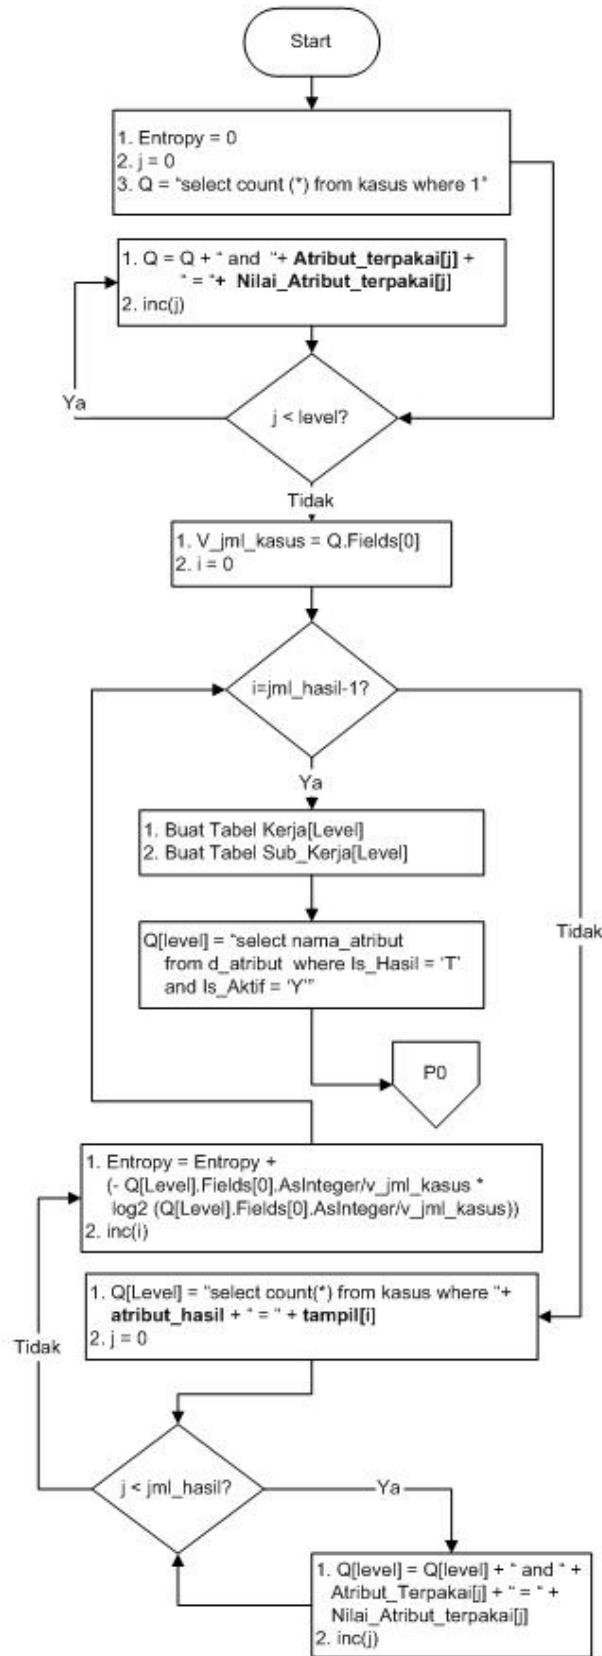 Start
1. Entropy = 0
2. j = 0
3. Q = “select count (*) from kasus where 1”
1. Q = Q + “ and “+ Atribut_terpakai[j] +
“ = “+ Nilai_Atribut_terpakai[j]
2. inc(j)
Ya
j < level?
Tidak
1. V_jml_kasus = Q.Fields[0]
2. i = 0
i=jml_hasil-1?
Ya
1. Buat Tabel Kerja[Level]
2. Buat Tabel Sub_Kerja[Level]
Tidak
Q[level] = “select nama_atribut
from d_atribut where Is_Hasil = ‘T’
and Is_Aktif = ‘Y’”
P0
1. Entropy = Entropy +
(- Q[Level].Fields[0].AsInteger/v_jml_kasus *
log2 (Q[Level].Fields[0].AsInteger/v_jml_kasus))
2. inc(i)
1. Q[Level] = “select count(*) from kasus where “+
atribut_hasil + “ = “ + tampil[i]
2. j = 0
Tidak
j < jml_hasil?
Ya
1. Q[level] = Q[level] + “ and “ +
Atribut_Terpakai[j] + “ = “ +
Nilai_Atribut_terpakai[j]
2. inc(j)